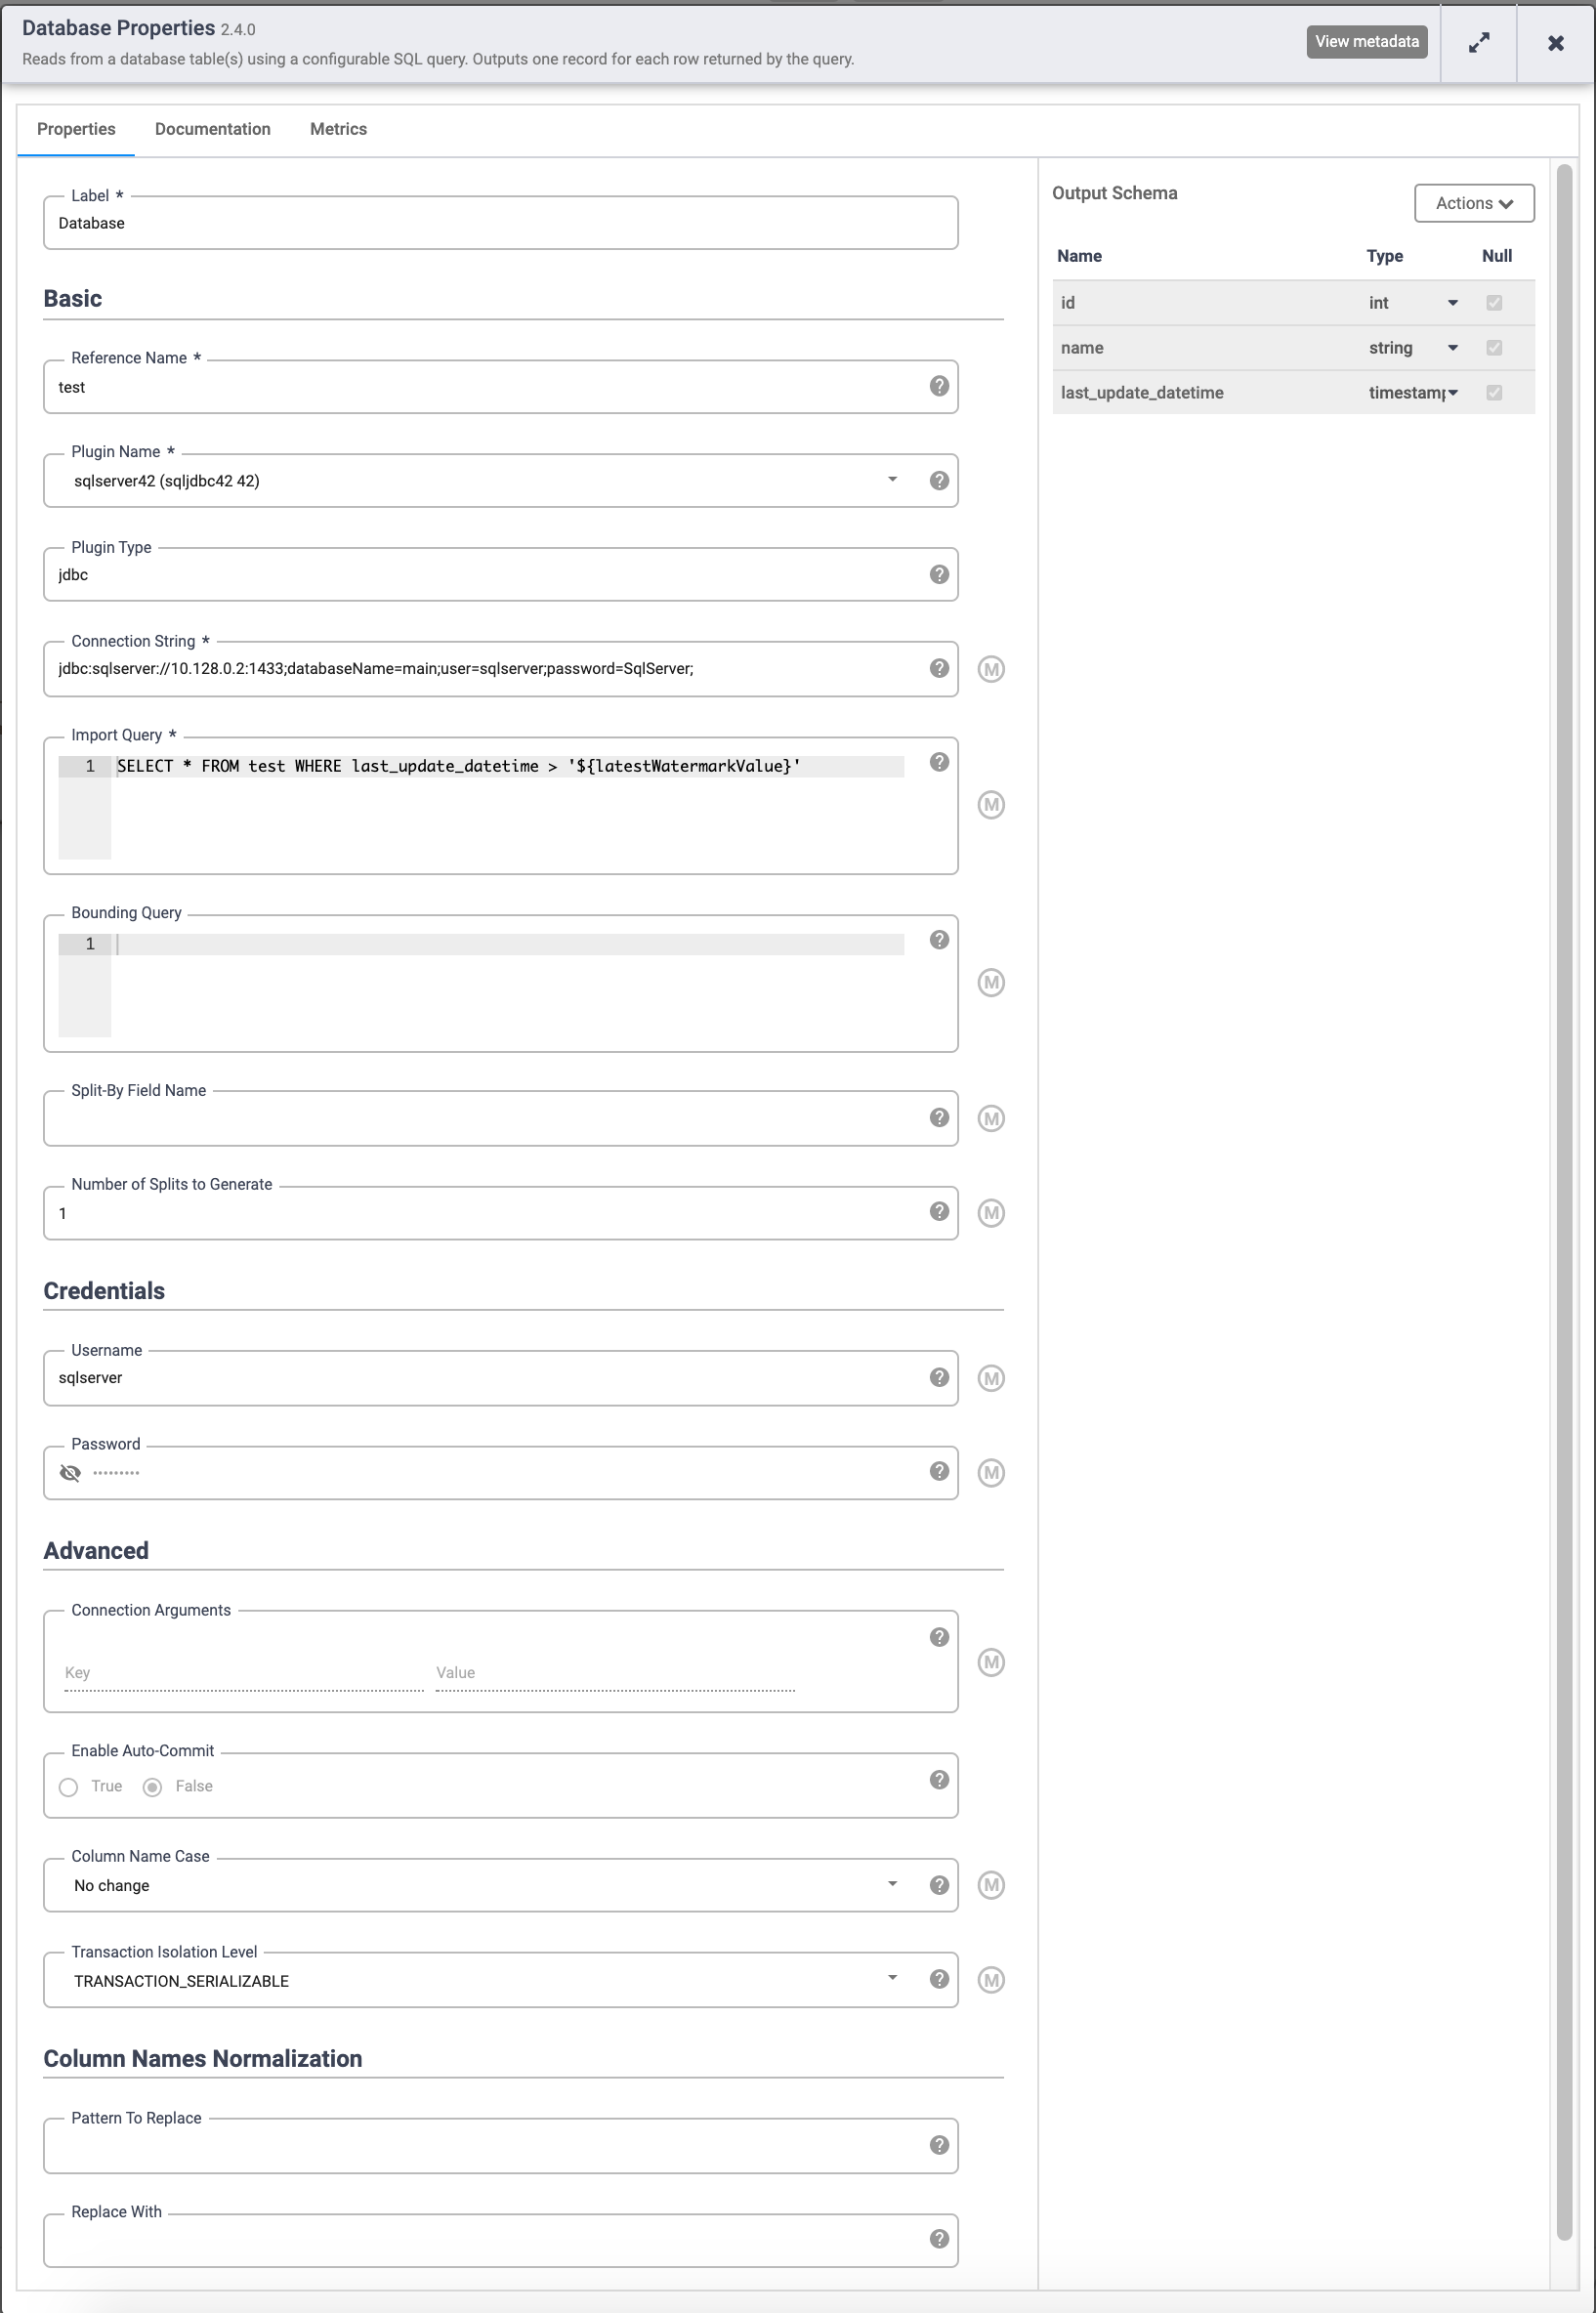 Database Properties 2.4.0
Reads from a database table(s) using a configurable SQL query. Outputs one record for each row returned by the query.
View metadata
Properties Documentation Metrics
Label *
Database
Basic
Reference Name *
test
Plugin Name *
sqlserver42 (sqljdbc42 42)
Plugin Type
jdbc
Connection String *
jdbc:sqlserver://10.128.0.2:1433;databaseName=main;user=sqlserver;password=SqlServer;
M
Import Query *
1 SELECT * FROM test WHERE last_update_datetime > '${latestWatermarkValue}'
M
Bounding Query
1
M
Split-By Field Name
M
Number of Splits to Generate
1
M
Credentials
Username
sqlserver
M
Password
M
Advanced
Connection Arguments
Key Value
M
Enable Auto-Commit
True False
Column Name Case
No change
M
Transaction Isolation Level
TRANSACTION_SERIALIZABLE
M
Column Names Normalization
Pattern To Replace
Replace With
Output Schema
Actions
Name Type Null
id int
name string
last_update_datetime timestamp